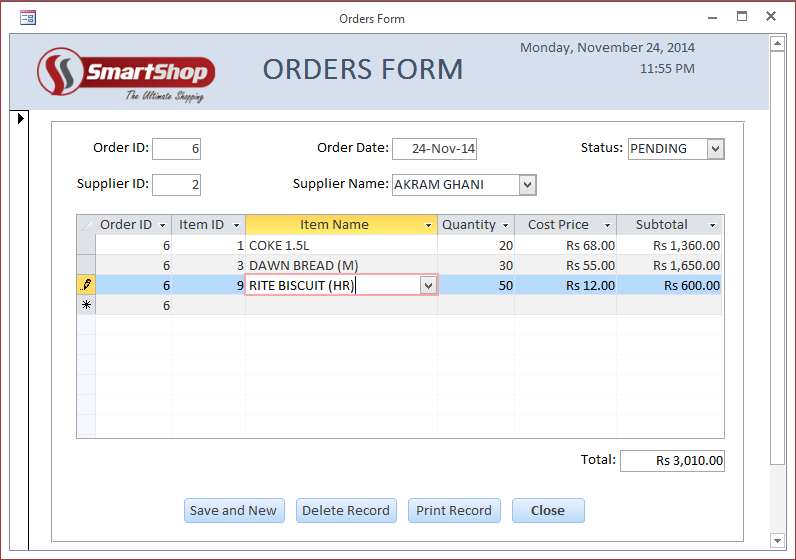 Orders Form
SmartShop
The Ultimate Shopping
ORDERS FORM
Monday, November 24, 2014
11:55 PM
Order ID: 6 Order Date: 24-Nov-14 Status: PENDING
Supplier ID: 2 Supplier Name: AKRAM GHANI
Order ID Item ID Item Name Quantity Cost Price Subtotal
6 1 COKE 1.5L 20 Rs 68.00 Rs 1,360.00
6 3 DAWN BREAD (M) 30 Rs 55.00 Rs 1,650.00
6 9 RITE BISCUIT (HR) 50 Rs 12.00 Rs 600.00
6
Total: Rs 3,010.00
Save and New Delete Record Print Record Close